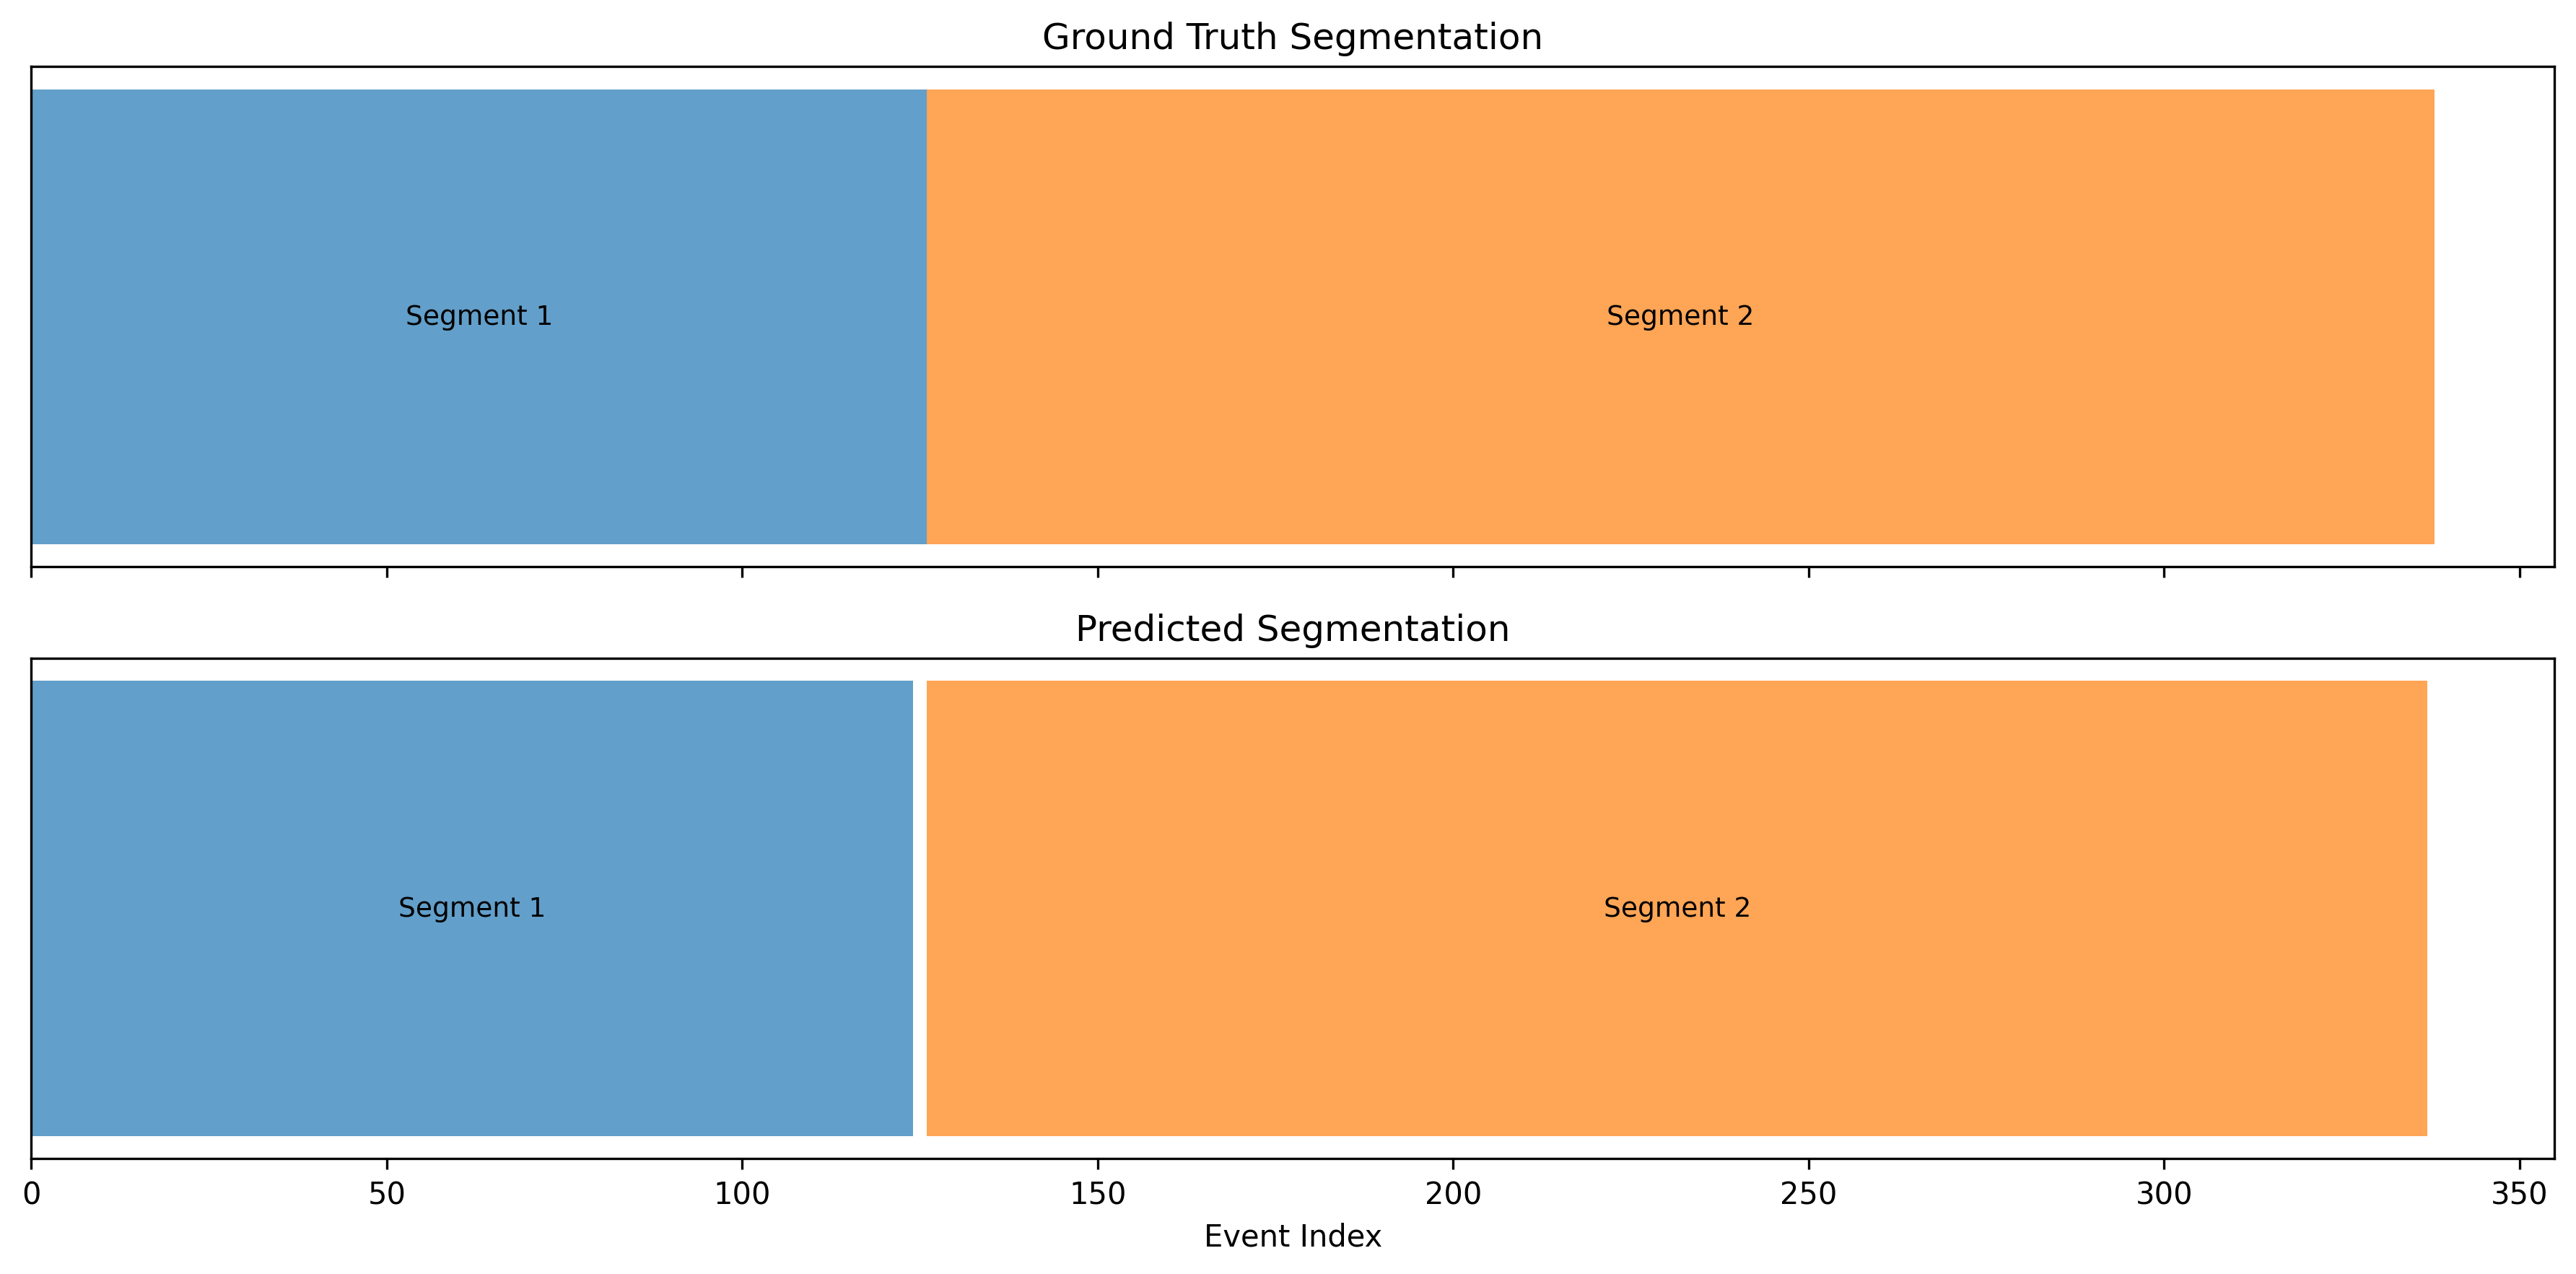 Ground Truth Segmentation
Segment 1
Segment 2
Predicted Segmentation
Segment 1
Segment 2
0 50 100 150 200 250 300 350
Event Index